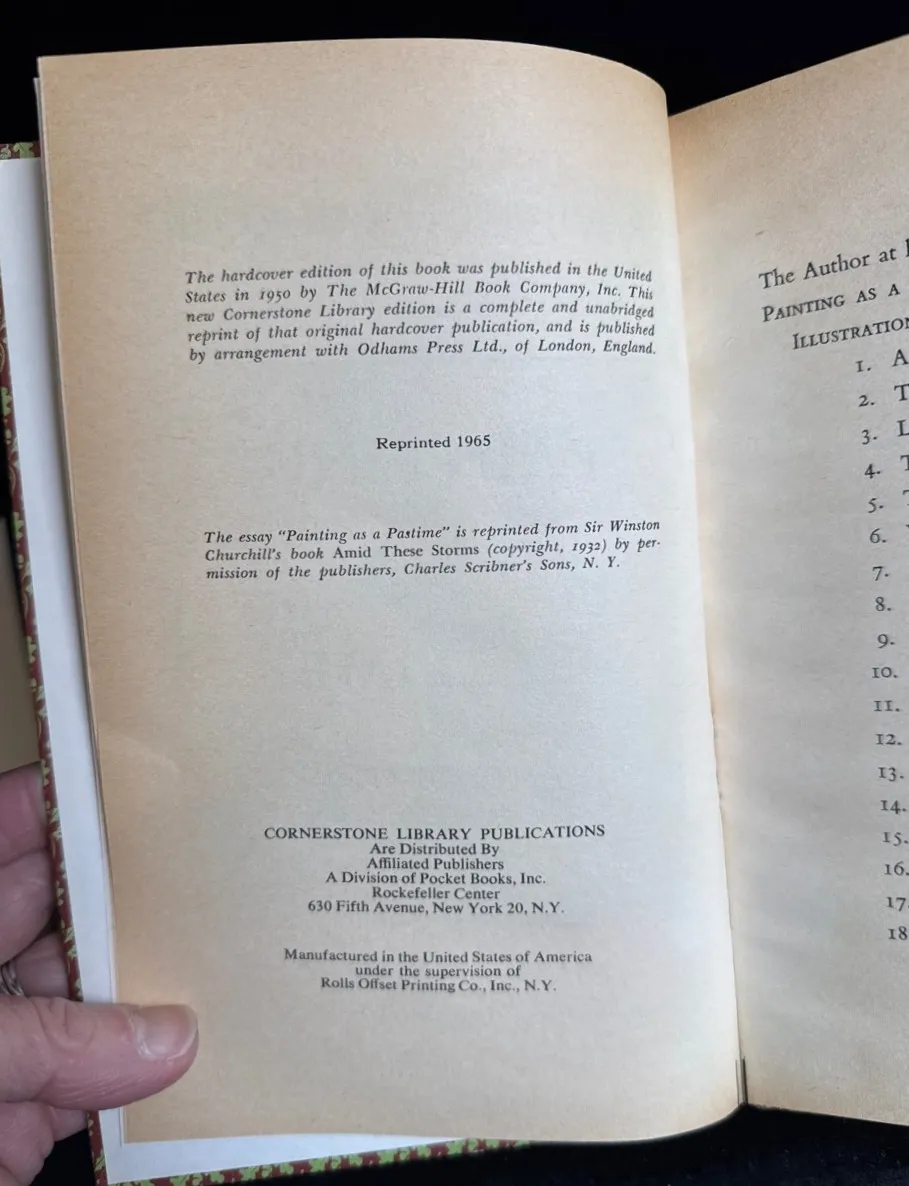 The hardcover edition of this book was published in the United
States in 1950 by The McGraw-Hill Book Company, Inc. This
new Cornerstone Library edition is a complete and unabridged
reprint of that original hardcover publication, and is published
by arrangement with Odhams Press Ltd., of London, England.
Reprinted 1965
The essay "Painting as a Pastime" is reprinted from Sir Winston
Churchill's book Amid These Storms (copyright, 1932) by per-
mission of the publishers, Charles Scribner's Sons, N. Y.
CORNERSTONE LIBRARY PUBLICATIONS
Are Distributed By
Affiliated Publishers
A Division of Pocket Books, Inc.
Rockefeller Center
630 Fifth Avenue, New York 20, N.Y.
Manufactured in the United States of America
under the supervision of
Rolls Offset Printing Co., Inc., N.Y.
The Author at
PAINTING AS A
1. A
2. T
3. L
4. T
5.
6.
7.
8.
9.
10.
11.
12.
13.
14.
15.
16.
17.
18